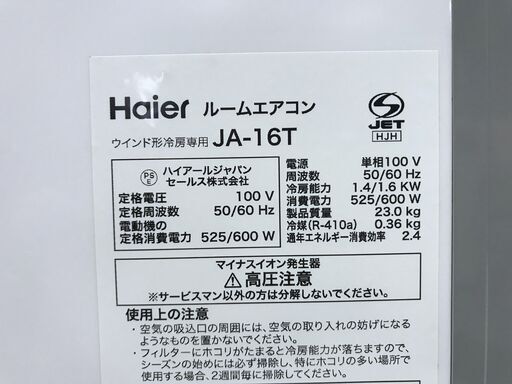 Haier ルームエアコン
ウインド形冷房専用 JA-16T
S
JET
HJH
PS
E
ハイアールジャパン
セールス株式会社
定格電圧 100 V
定格周波数 50/60 Hz
電動機の
定格消費電力 525/600 W
電源 単相100 V
周波数 50/60 Hz
冷房能力 1.4/1.6 KW
消費電力 525/600 W
製品質量 23.0 kg
冷媒(R-410a) 0.36 kg
通年エネルギー消費効率 2.4
マイナスイオン発生器
⚠高圧注意
※サービスマン以外の方は分解しないでください。
使用上の注意
・空気の吸込口の周囲には、空気の取り入れの妨げになる
ようなものを置かないでください。
・フィルターにホコリがたまると冷房能力が落ちますので、
シーズンの始めには必ず掃除し、特にホコリの多い場所で
使用する場合は、2週間毎に掃除してください。